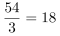 54/3 = 18